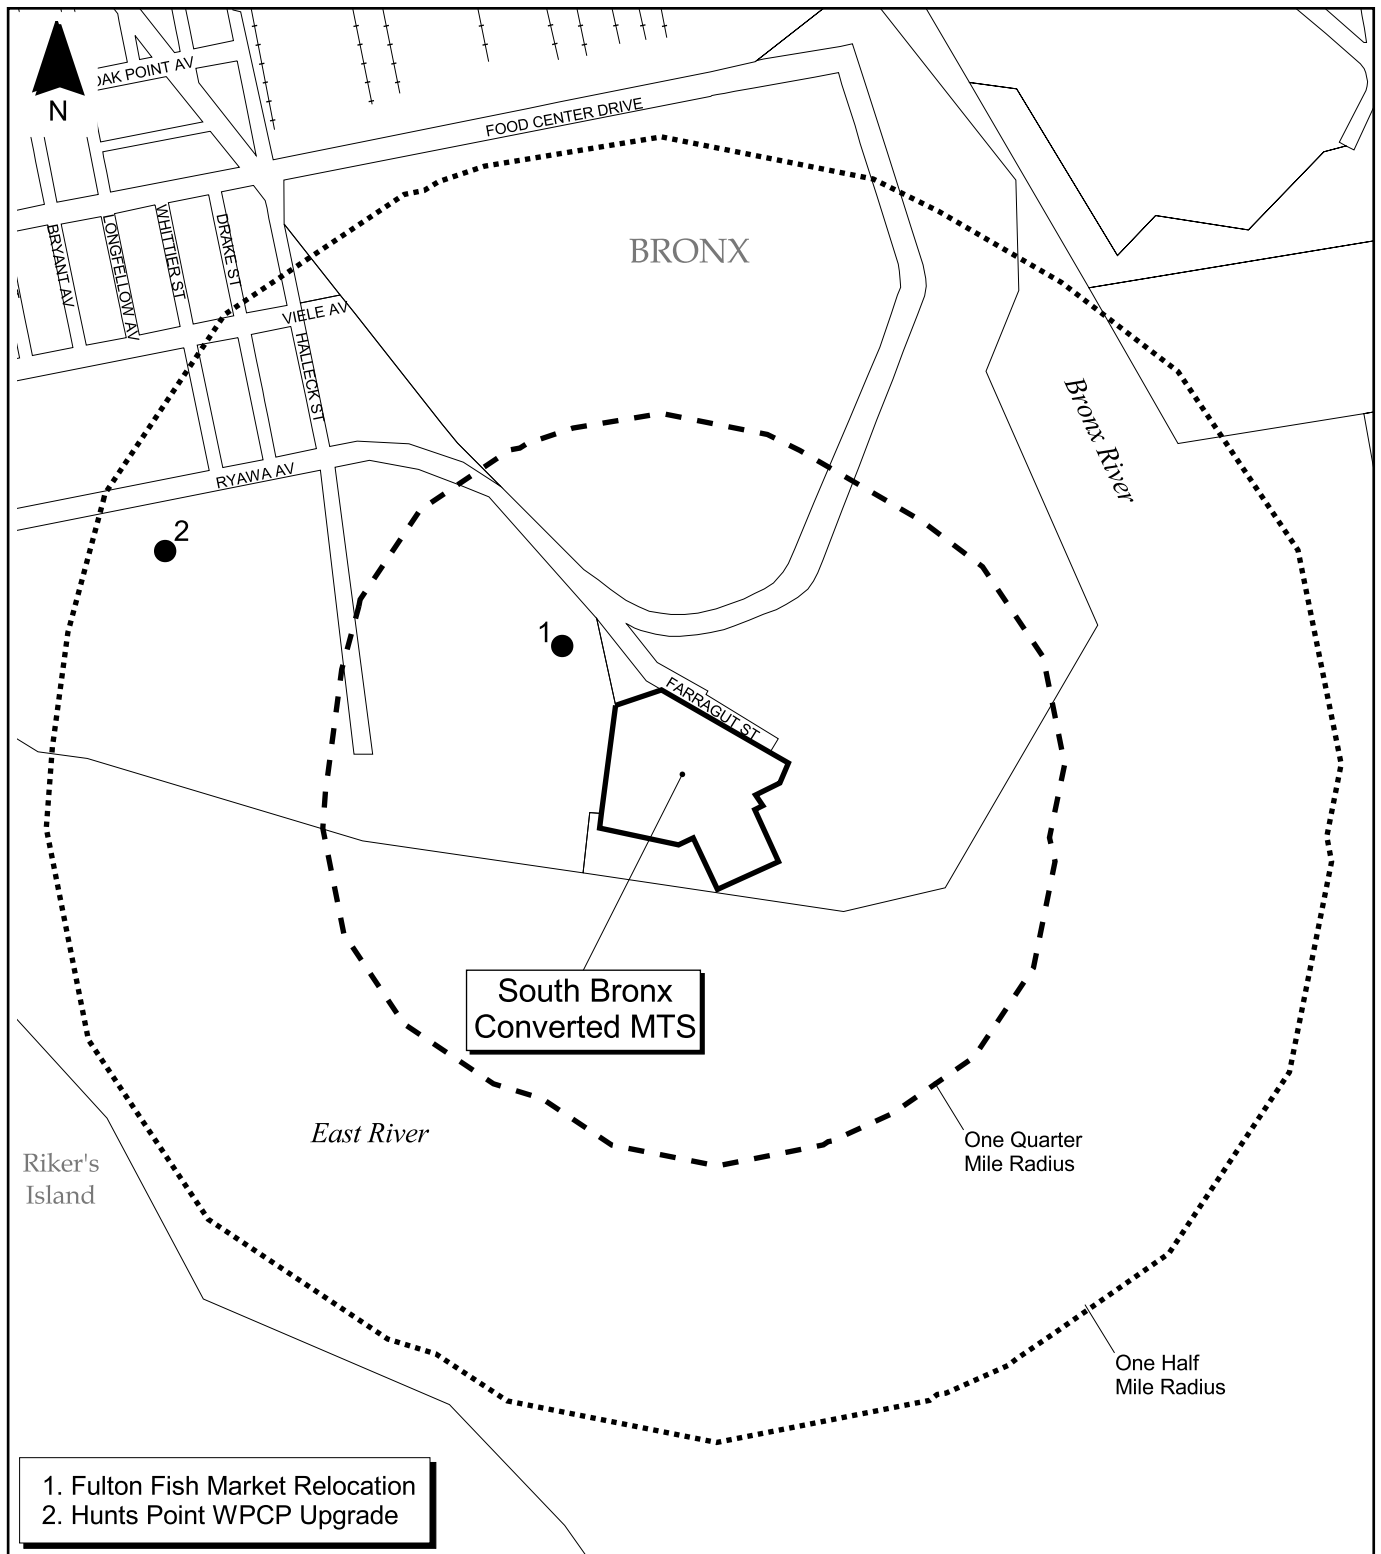 OAK POINT AV
N
FOOD CENTER DRIVE
BRONX
BRYANT AV
LONGFELLOW AV
WHITTIER ST
DRAKE ST
VIELE AV
HALLECK ST
Bronx River
RYAWA AV
2
1
FARRAGUT ST
South Bronx
Converted MTS
East River
One Quarter
Mile Radius
Riker's
Island
One Half
Mile Radius
1. Fulton Fish Market Relocation
2. Hunts Point WPCP Upgrade